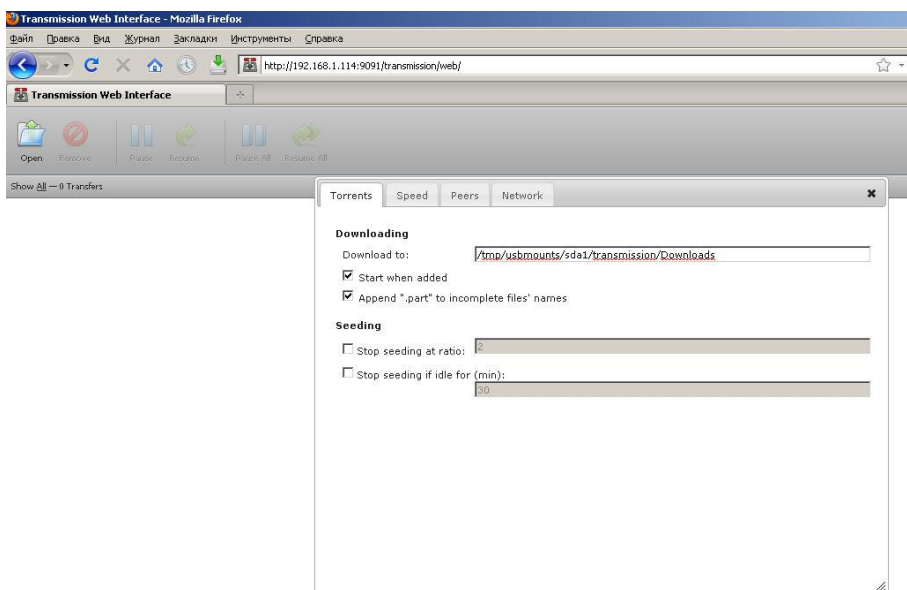 Transmission Web Interface - Mozilla Firefox
Файл Правка Вид Журнал Закладки Инструменты Справка
http://192.168.1.114:9091/transmission/web/
Transmission Web Interface
Open Remove Pause Resume Pause All Resume All
Show All — 0 Transfers
Torrents Speed Peers Network
Downloading
Download to: /tmp/usbmounts/sda1/transmission/Downloads
Start when added
Append ".part" to incomplete files' names
Seeding
Stop seeding at ratio: 2
Stop seeding if idle for (min):
30